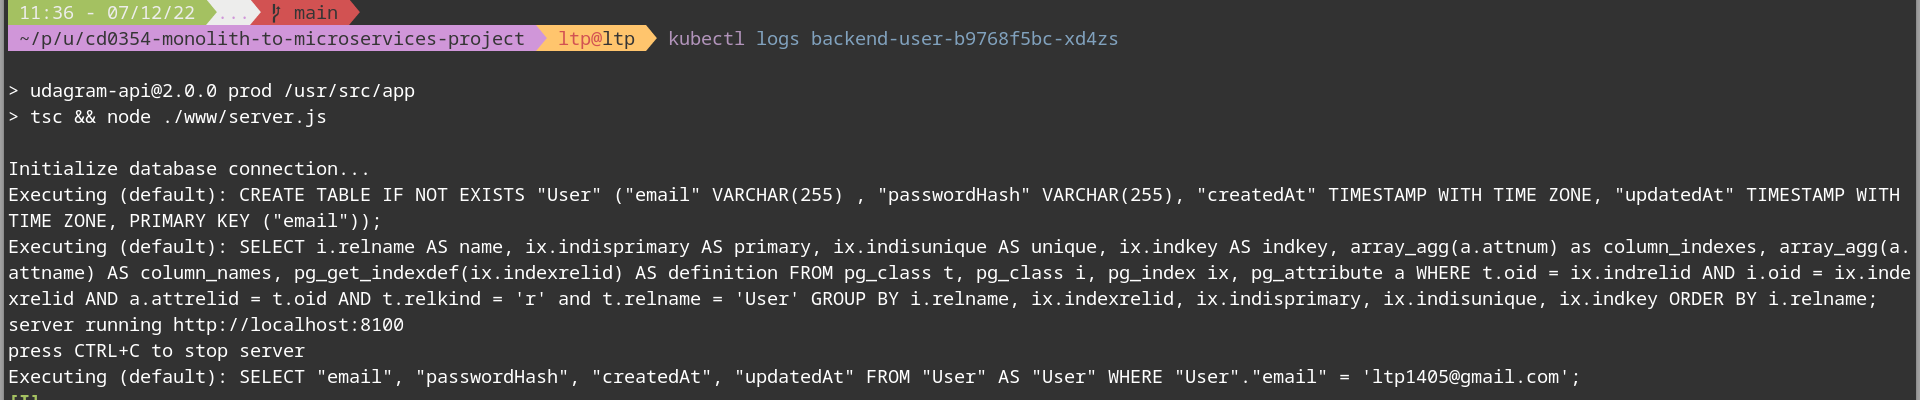 11:36 - 07/12/22 ... main
~/p/u/cd0354-monolith-to-microservices-project ltp@ltp kubectl logs backend-user-b9768f5bc-xd4zs
> udagram-api@2.0.0 prod /usr/src/app
> tsc && node ./www/server.js
Initialize database connection...
Executing (default): CREATE TABLE IF NOT EXISTS "User" ("email" VARCHAR(255) , "passwordHash" VARCHAR(255), "createdAt" TIMESTAMP WITH TIME ZONE, "updatedAt" TIMESTAMP WITH
TIME ZONE, PRIMARY KEY ("email"));
Executing (default): SELECT i.relname AS name, ix.indisprimary AS primary, ix.indisunique AS unique, ix.indkey AS indkey, array_agg(a.attnum) as column_indexes, array_agg(a.
attname) AS column_names, pg_get_indexdef(ix.indexrelid) AS definition FROM pg_class t, pg_class i, pg_index ix, pg_attribute a WHERE t.oid = ix.indrelid AND i.oid = ix.inde
xrelid AND a.attrelid = t.oid AND t.relkind = 'r' and t.relname = 'User' GROUP BY i.relname, ix.indexrelid, ix.indisprimary, ix.indisunique, ix.indkey ORDER BY i.relname;
server running http://localhost:8100
press CTRL+C to stop server
Executing (default): SELECT "email", "passwordHash", "createdAt", "updatedAt" FROM "User" AS "User" WHERE "User"."email" = 'ltp1405@gmail.com';